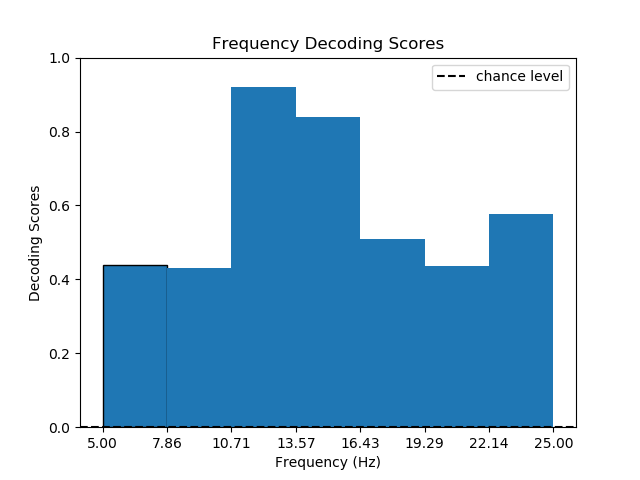 Frequency Decoding Scores
chance level
1.0
0.8
0.6
0.4
0.2
0.0
Decoding Scores
5.00 7.86 10.71 13.57 16.43 19.29 22.14 25.00
Frequency (Hz)